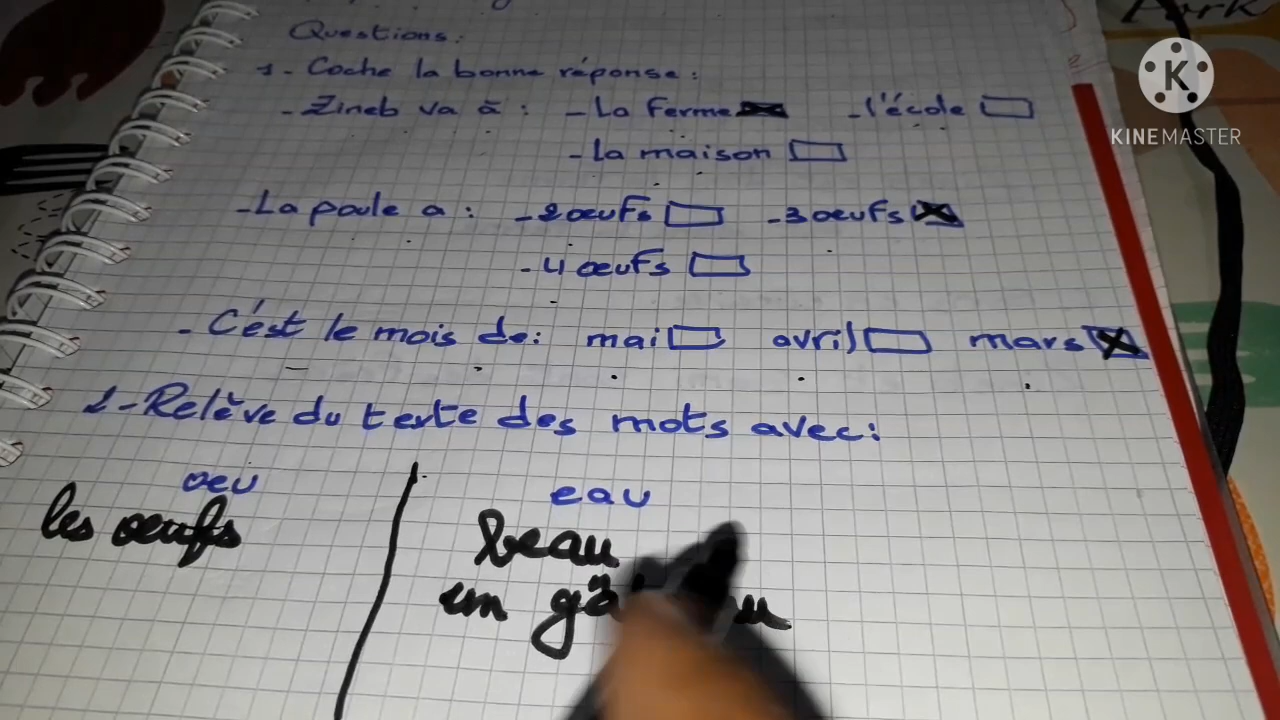 Park
KINEMASTER
Questions:
1 - Coche la bonne réponse :
- Zineb va à : - La ferme - l'école
- la maison
- La poule a : - 2 oeufs - 3 oeufs
- 4 oeufs
- C'est le mois de : mai avril mars
2 - Relève du texte des mots avec :
oeu eau
les oeufs beau
un